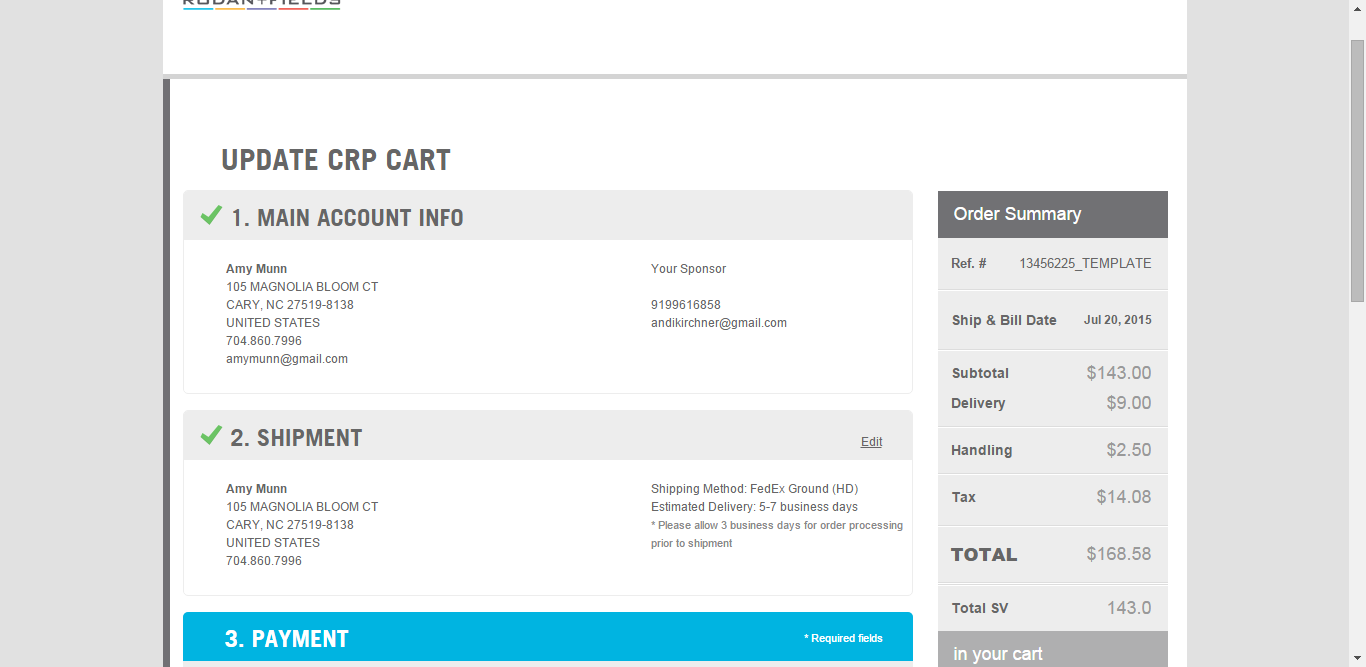 RODAN+FIELDS
UPDATE CRP CART
1. MAIN ACCOUNT INFO
Amy Munn
105 MAGNOLIA BLOOM CT
CARY, NC 27519-8138
UNITED STATES
704.860.7996
amymunn@gmail.com
Your Sponsor
9199616858
andikirchner@gmail.com
2. SHIPMENT
Edit
Amy Munn
105 MAGNOLIA BLOOM CT
CARY, NC 27519-8138
UNITED STATES
704.860.7996
Shipping Method: FedEx Ground (HD)
Estimated Delivery: 5-7 business days
* Please allow 3 business days for order processing
prior to shipment
3. PAYMENT
* Required fields
Order Summary
Ref. # 13456225_TEMPLATE
Ship & Bill Date Jul 20, 2015
Subtotal $143.00
Delivery $9.00
Handling $2.50
Tax $14.08
TOTAL $168.58
Total SV 143.0
in your cart